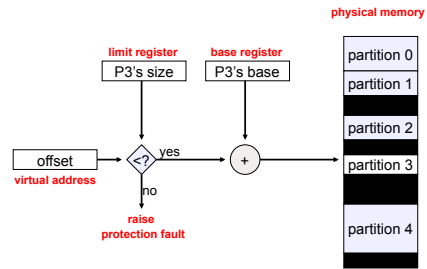 physical memory
limit register
base register
P3's size
P3's base
partition 0
partition 1
partition 2
offset
<?
yes
+
partition 3
virtual address
no
raise
protection fault
partition 4